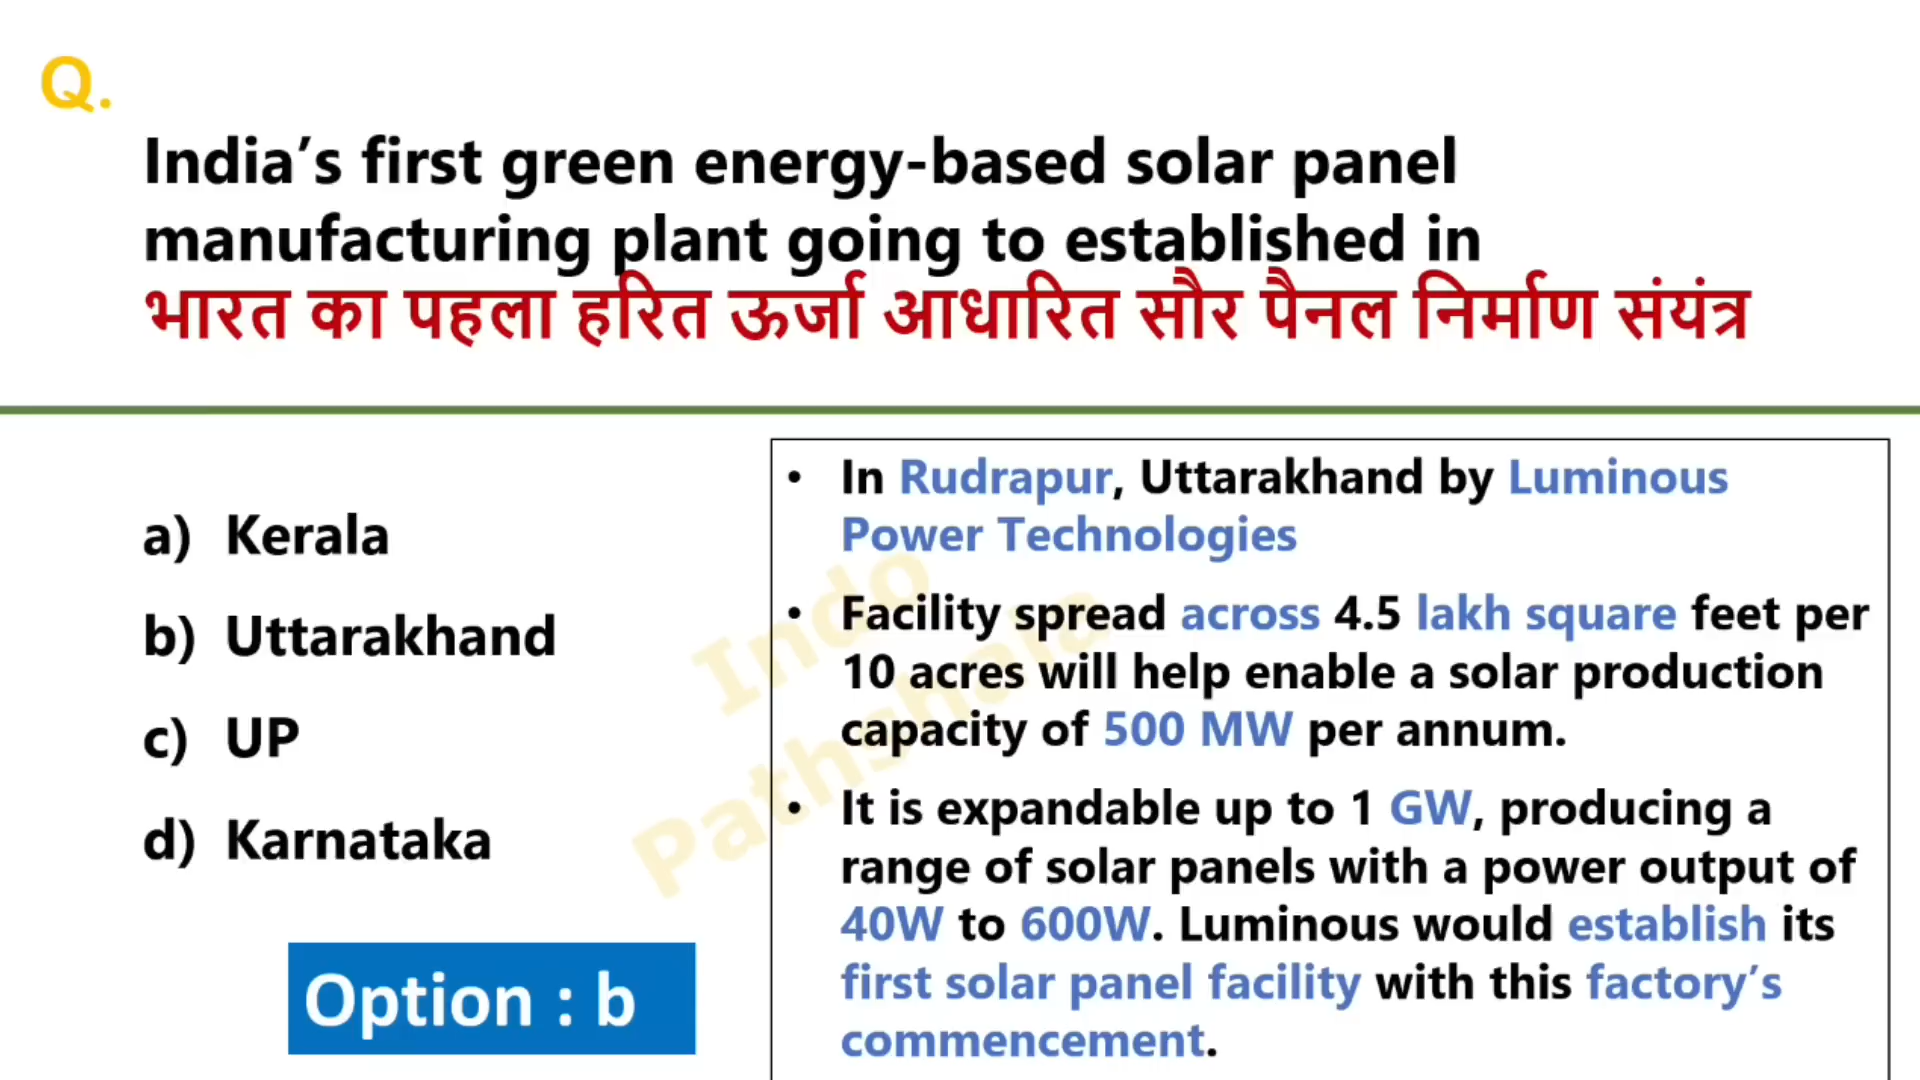 Q.
India’s first green energy-based solar panel
manufacturing plant going to established in
भारत का पहला हरित ऊर्जा आधारित सौर पैनल निर्माण संयंत्र
a) Kerala
b) Uttarakhand
c) UP
d) Karnataka
Option : b
• In Rudrapur, Uttarakhand by Luminous
Power Technologies
• Facility spread across 4.5 lakh square feet per
10 acres will help enable a solar production
capacity of 500 MW per annum.
• It is expandable up to 1 GW, producing a
range of solar panels with a power output of
40W to 600W. Luminous would establish its
first solar panel facility with this factory’s
commencement.
Indo
Pathshala